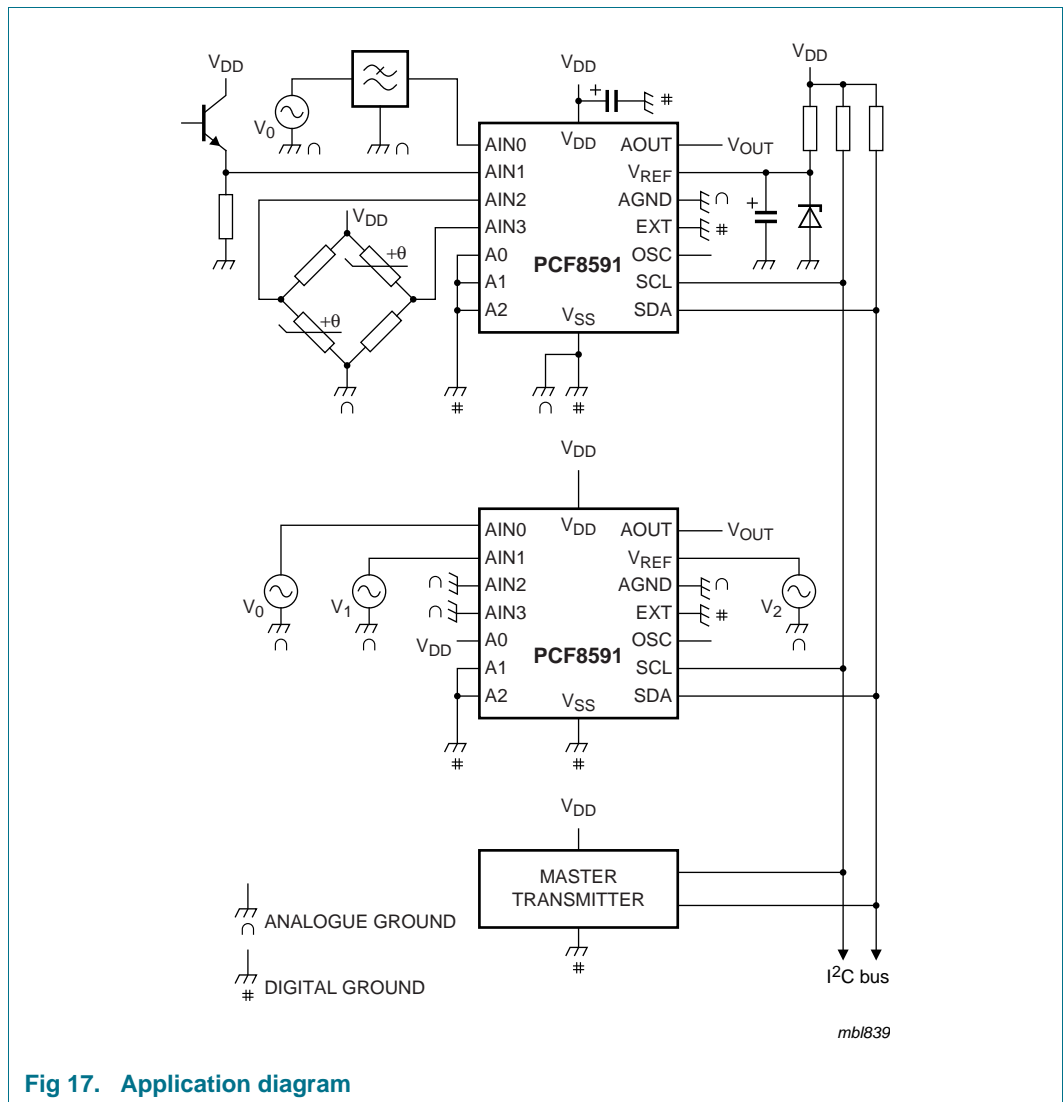 VDD
V0
VDD
+
#
VDD
∩
∩
AIN0
AIN1
AIN2
AIN3
A0
A1
A2
VDD
PCF8591
VSS
AOUT
VREF
AGND
EXT
OSC
SCL
SDA
VOUT
∩
#
+
VDD
+θ
+θ
∩
#
∩
#
VDD
AIN0
AIN1
AIN2
AIN3
A0
A1
A2
VDD
PCF8591
VSS
AOUT
VREF
AGND
EXT
OSC
SCL
SDA
VOUT
V0
V1
∩
∩
∩
∩
VDD
∩
#
V2
∩
#
#
VDD
MASTER
TRANSMITTER
#
∩ ANALOGUE GROUND
# DIGITAL GROUND
I2C bus
mbl839
Fig 17. Application diagram